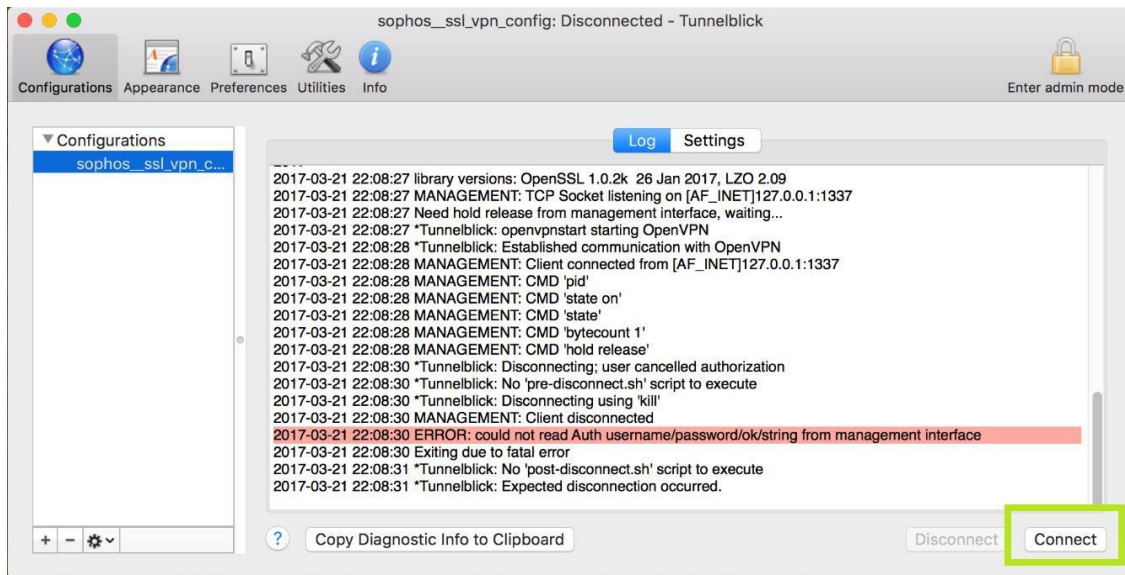 sophos__ssl_vpn_config: Disconnected - Tunnelblick
Configurations Appearance Preferences Utilities Info Enter admin mode
Configurations
sophos__ssl_vpn_c...
Log Settings
2017-03-21 22:08:27 library versions: OpenSSL 1.0.2k 26 Jan 2017, LZO 2.09
2017-03-21 22:08:27 MANAGEMENT: TCP Socket listening on [AF_INET]127.0.0.1:1337
2017-03-21 22:08:27 Need hold release from management interface, waiting...
2017-03-21 22:08:27 *Tunnelblick: openvpnstart starting OpenVPN
2017-03-21 22:08:28 *Tunnelblick: Established communication with OpenVPN
2017-03-21 22:08:28 MANAGEMENT: Client connected from [AF_INET]127.0.0.1:1337
2017-03-21 22:08:28 MANAGEMENT: CMD 'pid'
2017-03-21 22:08:28 MANAGEMENT: CMD 'state on'
2017-03-21 22:08:28 MANAGEMENT: CMD 'state'
2017-03-21 22:08:28 MANAGEMENT: CMD 'bytecount 1'
2017-03-21 22:08:28 MANAGEMENT: CMD 'hold release'
2017-03-21 22:08:30 *Tunnelblick: Disconnecting; user cancelled authorization
2017-03-21 22:08:30 *Tunnelblick: No 'pre-disconnect.sh' script to execute
2017-03-21 22:08:30 *Tunnelblick: Disconnecting using 'kill'
2017-03-21 22:08:30 MANAGEMENT: Client disconnected
2017-03-21 22:08:30 ERROR: could not read Auth username/password/ok/string from management interface
2017-03-21 22:08:30 Exiting due to fatal error
2017-03-21 22:08:31 *Tunnelblick: No 'post-disconnect.sh' script to execute
2017-03-21 22:08:31 *Tunnelblick: Expected disconnection occurred.
? Copy Diagnostic Info to Clipboard Disconnect Connect